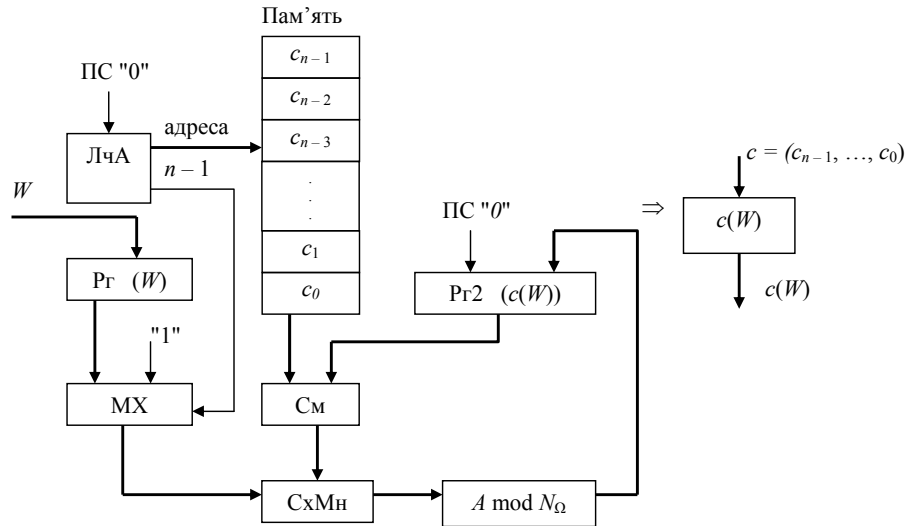 Пам’ять
c_{n – 1}
ПС "0"
c_{n – 2}
адреса
c_{n – 3}
ЛчА
n – 1
c = (c_{n – 1}, …, c_0)
W
.
.
.
ПС "0"
⇒
c(W)
c_1
Рг (W)
c_0
Рг2 (c(W))
c(W)
"1"
МХ
См
СхМн
A mod N_Ω